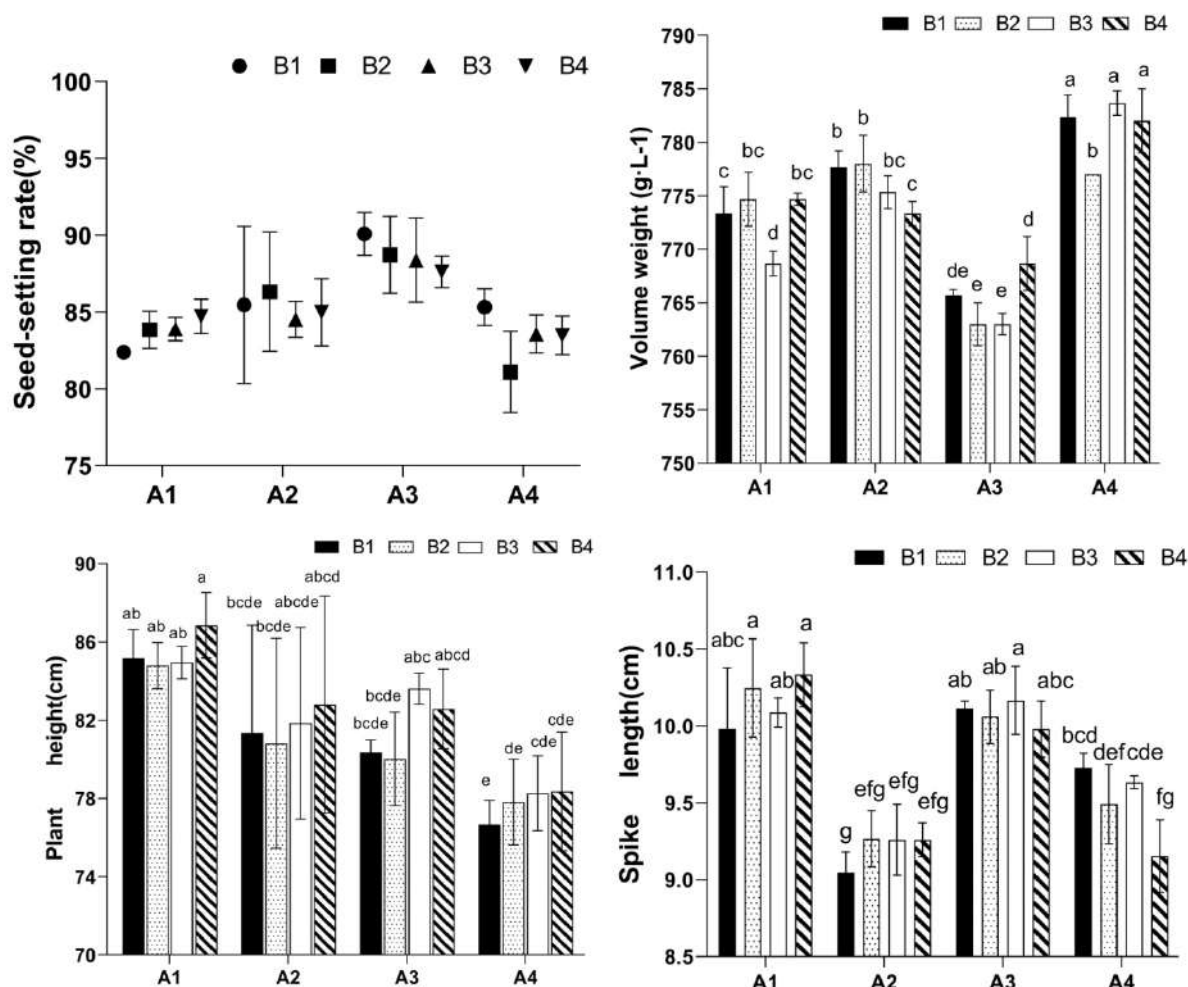 B1 B2 B3 B4
Seed-setting rate(%)
100
95
90
85
80
75
A1 A2 A3 A4
B1 B2 B3 B4
Volume weight (g·L-1)
790
785
780
775
770
765
760
755
750
c bc d bc
b b bc c
de e e d
a b a a
A1 A2 A3 A4
B1 B2 B3 B4
Plant height(cm)
90
86
82
78
74
70
ab ab ab a
bcde bcde abcde abcd
bcde bcde abc abcd
e de cde cde
A1 A2 A3 A4
B1 B2 B3 B4
Spike length(cm)
11.0
10.5
10.0
9.5
9.0
8.5
abc a ab a
g efg efg efg
ab ab a abc
bcd def cde fg
A1 A2 A3 A4